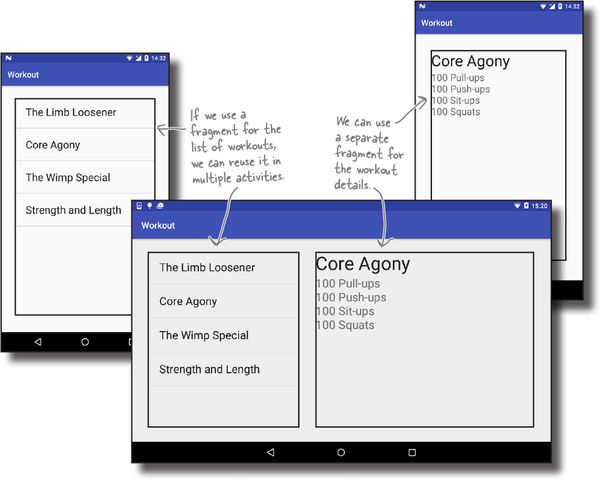 14:32
Workout
The Limb Loosener
Core Agony
The Wimp Special
Strength and Length
If we use a
fragment for the
list of workouts,
we can reuse it in
multiple activities.
We can use
a separate
fragment for
the workout
details.
14:32
Workout
Core Agony
100 Pull-ups
100 Push-ups
100 Sit-ups
100 Squats
15:20
Workout
The Limb Loosener
Core Agony
The Wimp Special
Strength and Length
Core Agony
100 Pull-ups
100 Push-ups
100 Sit-ups
100 Squats